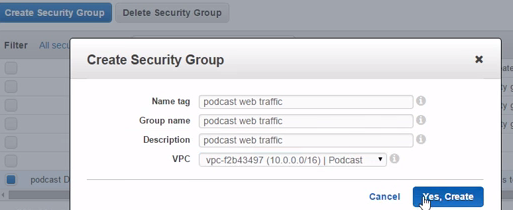 Create Security Group Delete Security Group
Filter All secu
Create Security Group
Name tag podcast web traffic
Group name podcast web traffic
Description podcast web traffic
VPC vpc-f2b43497 (10.0.0.0/16) | Podcast
podcast D
Cancel Yes, Create